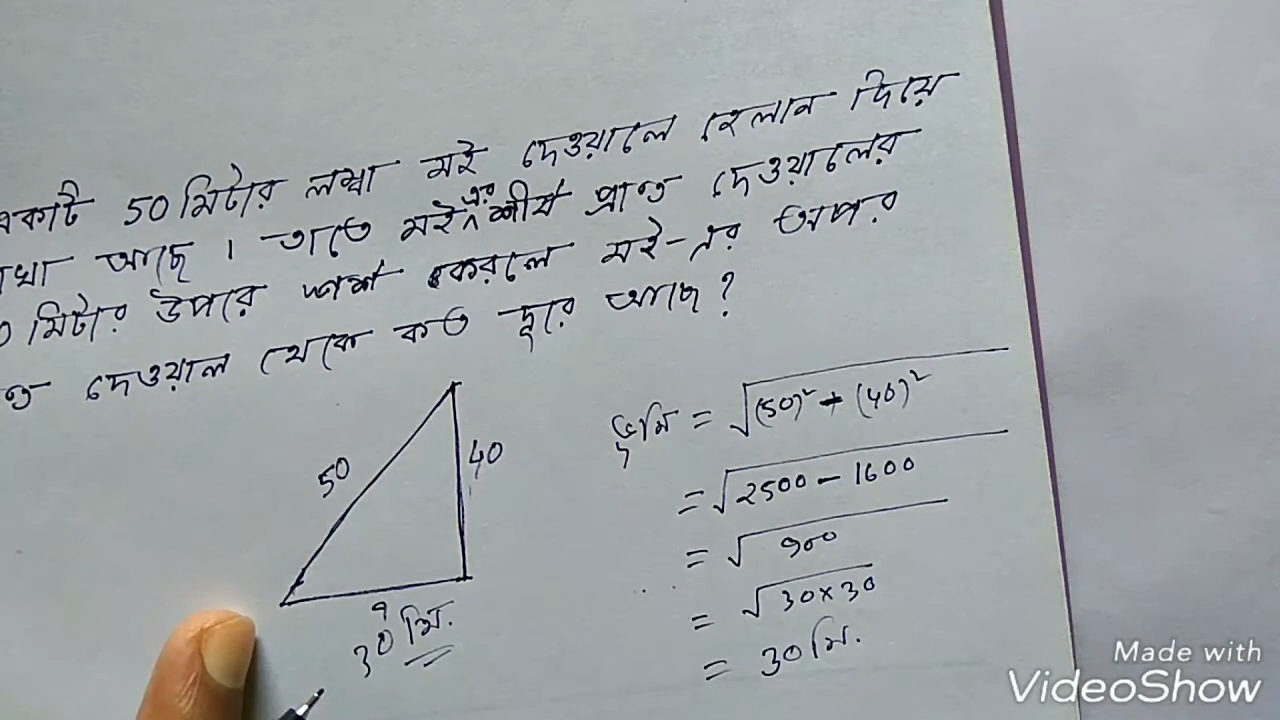 একটি 50 মিটার লম্বা মই দেওয়ালে হেলান দিয়ে
রাখা আছে । তাতে মই এর শীর্ষ প্রান্ত দেওয়ালের
মিটার উপরে স্পর্শ করলে মই-এর অপর
দেওয়াল থেকে কত দূরে আছে ?
50
40
?
30 মি.
ভূমি = √(50)² - (40)²
= √2500 - 1600
= √900
= √30 × 30
= 30 মি.
Made with
VideoShow